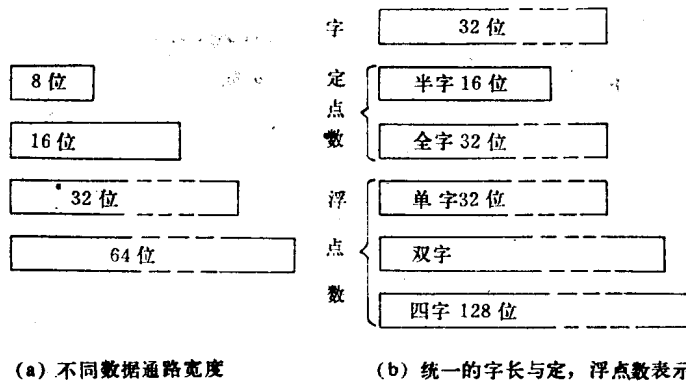 8 位
16 位
32 位
64 位
(a) 不同数据通路宽度
字
32 位
定点数
半字 16 位
全字 32 位
浮点数
单 字32 位
双字
四字 128 位
(b) 统一的字长与定，浮点数表示